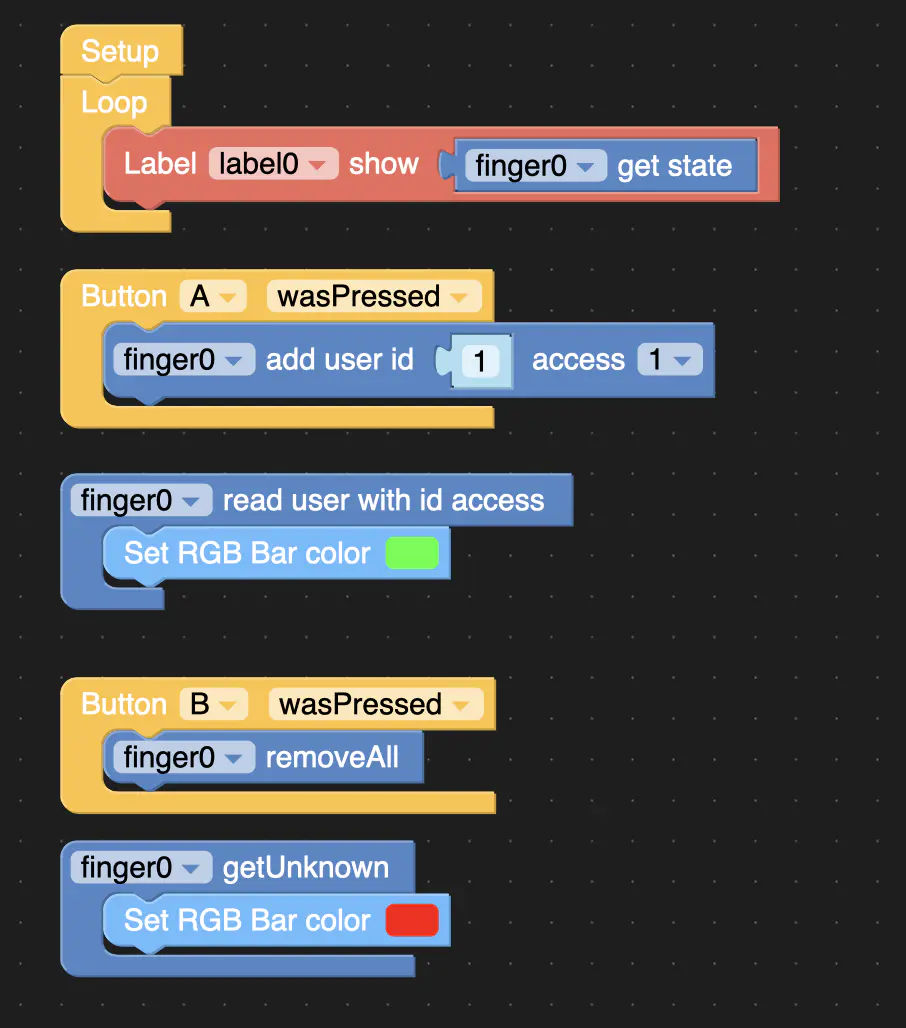 Setup
Loop
Label label0 show finger0 get state
Button A wasPressed
finger0 add user id 1 access 1
finger0 read user with id access
Set RGB Bar color
Button B wasPressed
finger0 removeAll
finger0 getUnknown
Set RGB Bar color